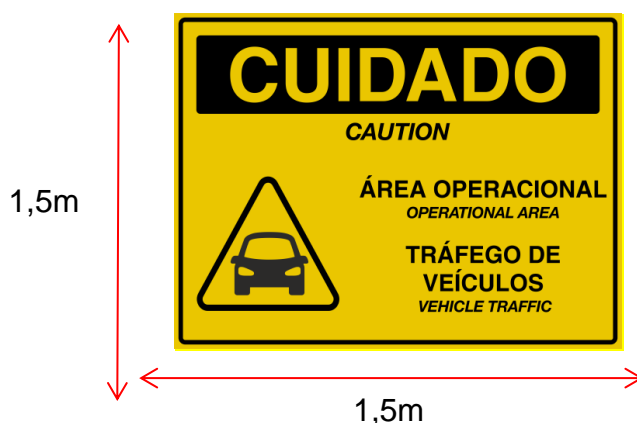 CUIDADO
CAUTION
1,5m
ÁREA OPERACIONAL
OPERATIONAL AREA
TRÁFEGO DE
VEÍCULOS
VEHICLE TRAFFIC
1,5m